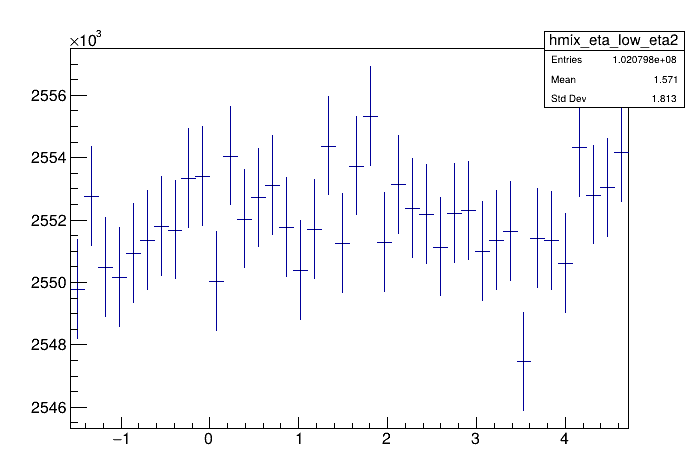 ×10³
hmix_eta_low_eta2
Entries 1.020798e+08
Mean 1.571
Std Dev 1.813
2556
2554
2552
2550
2548
2546
−1 0 1 2 3 4